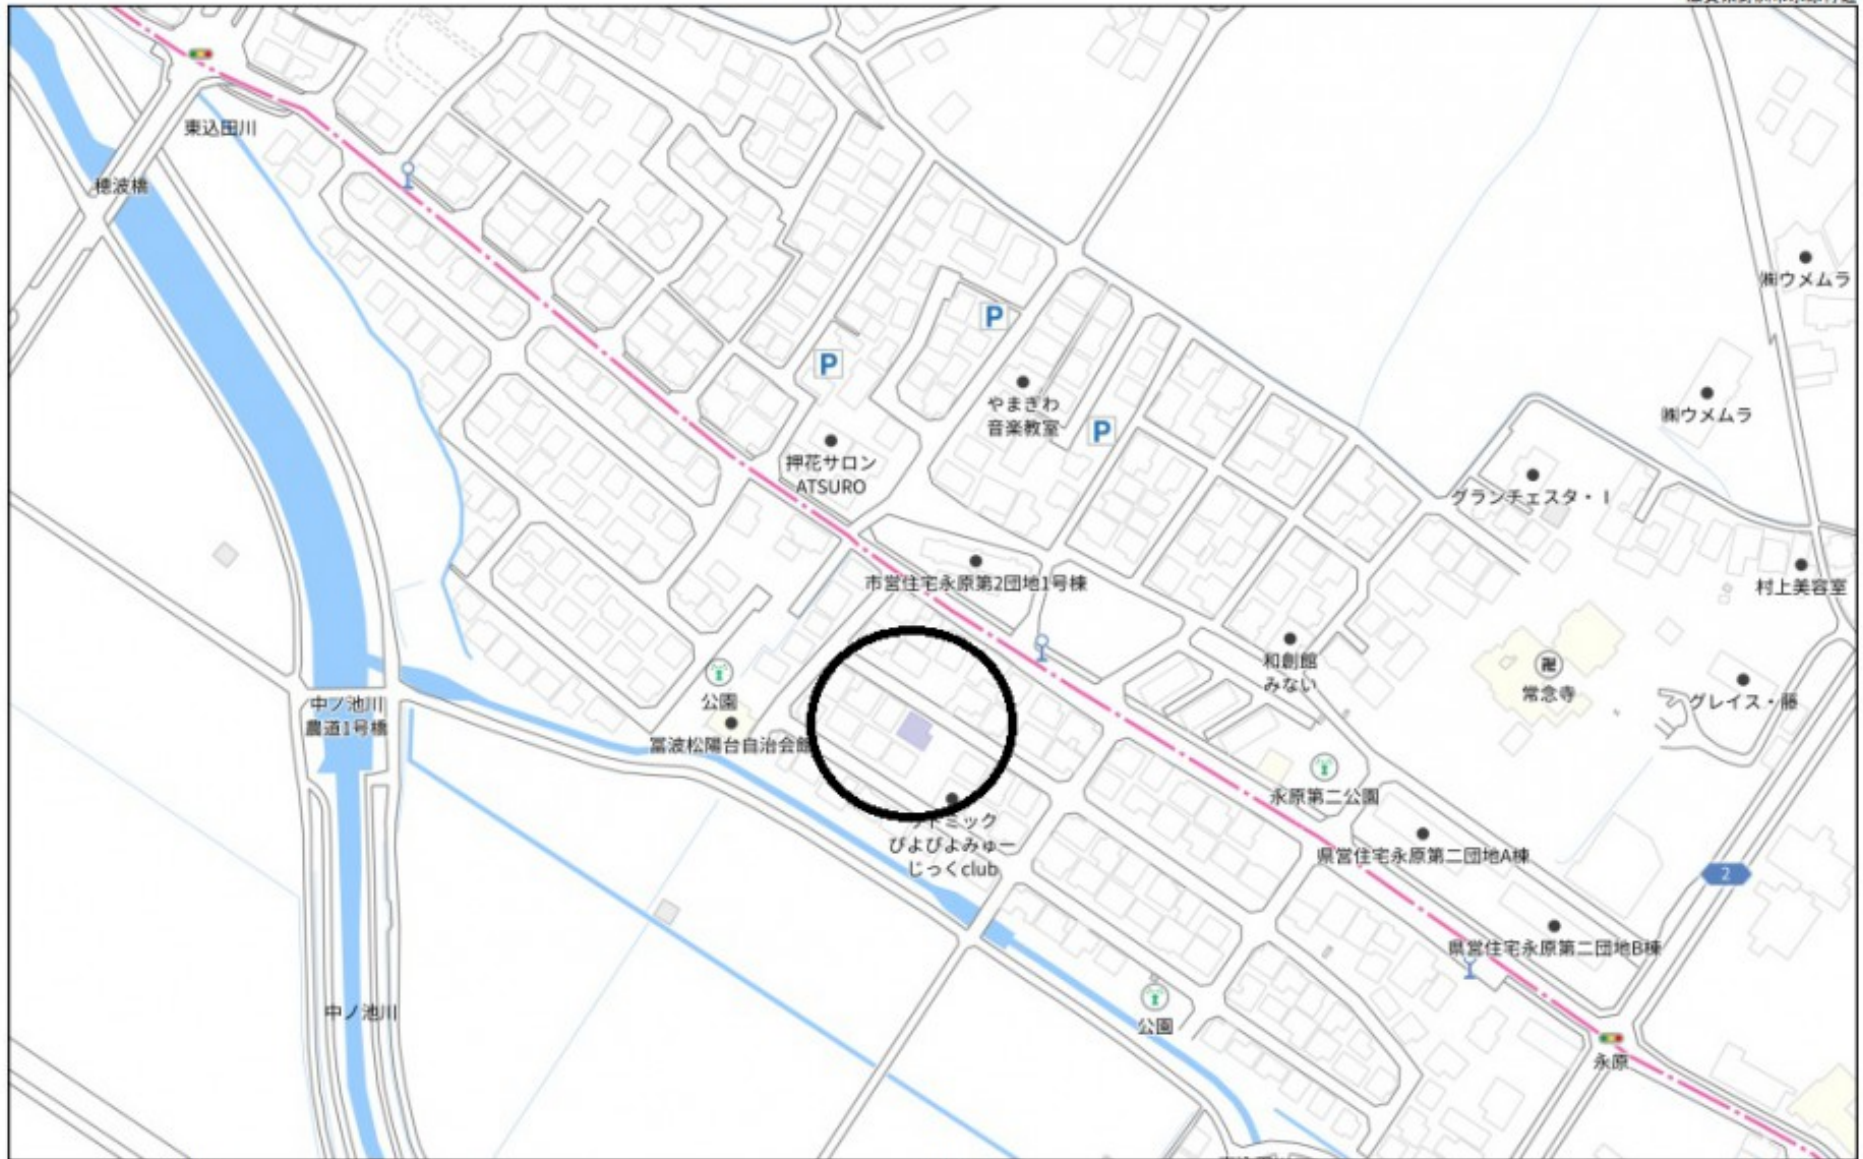 東込田川
穂波橋
㈱ウメムラ
P
P
やまぎわ
音楽教室
㈱ウメムラ
P
押花サロン
ATSURO
グランチェスタ・Ⅰ
市営住宅永原第2団地1号棟
村上美容室
和創館
みない
卍
常念寺
公園
グレイス・藤
中ノ池川
農道1号橋
冨波松陽台自治会館
永原第二公園
リトミック
ぴよぴよみゅー
じっくclub
県営住宅永原第二団地A棟
2
県営住宅永原第二団地B棟
中ノ池川
公園
永原